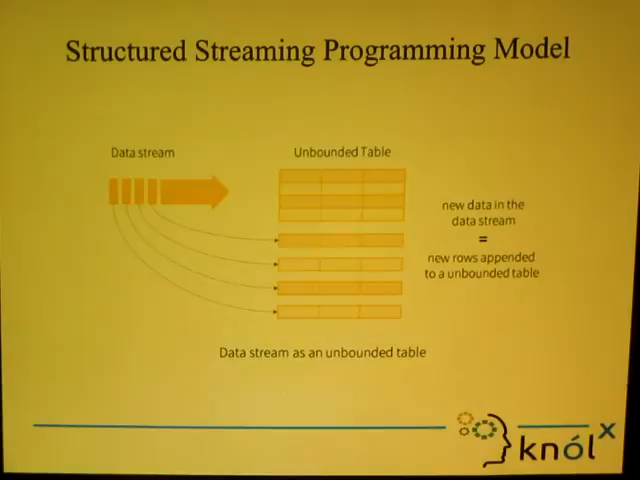 Structured Streaming Programming Model
Data stream
Unbounded Table
new data in the
data stream
=
new rows appended
to a unbounded table
Data stream as an unbounded table
knól x